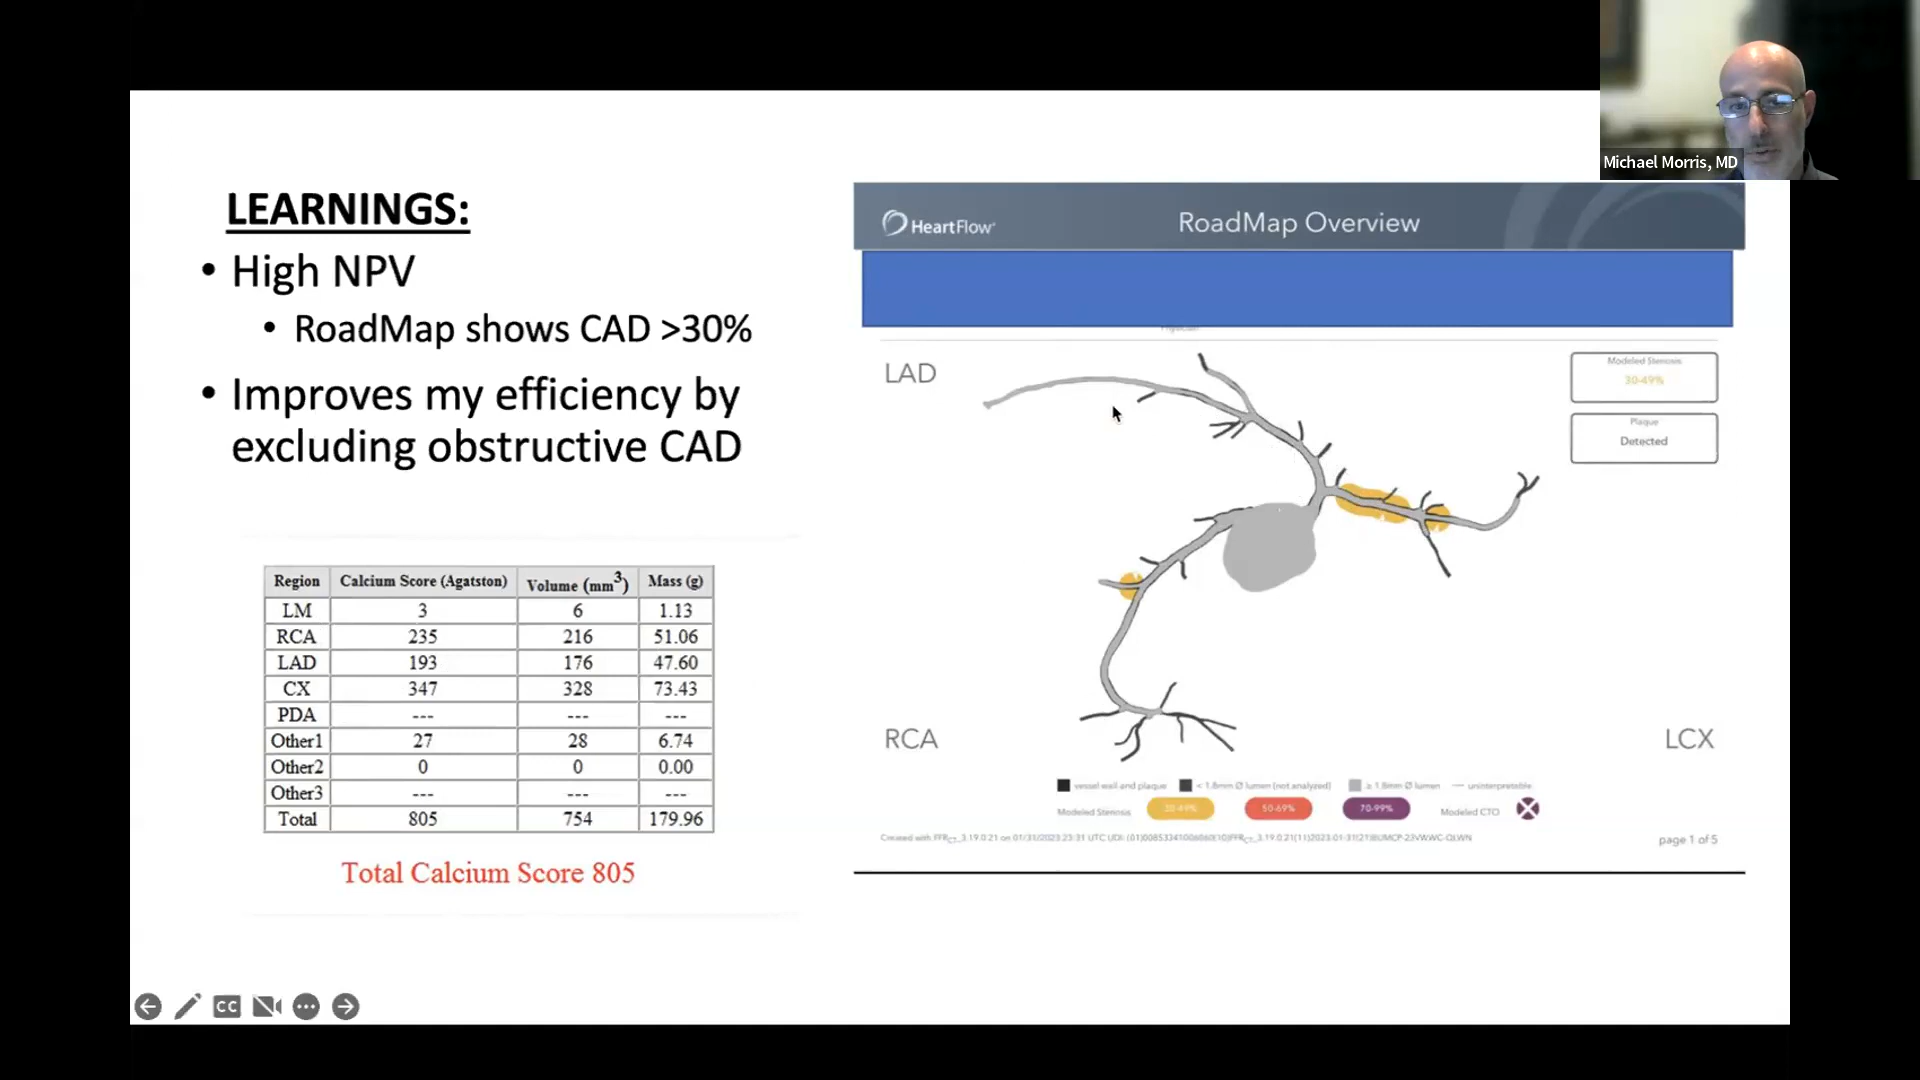 Michael Morris, MD
LEARNINGS:
• High NPV
• RoadMap shows CAD >30%
• Improves my efficiency by
excluding obstructive CAD
Region Calcium Score (Agatston) Volume (mm³) Mass (g)
LM 3 6 1.13
RCA 235 216 51.06
LAD 193 176 47.60
CX 347 328 73.43
PDA --- --- ---
Other1 27 28 6.74
Other2 0 0 0.00
Other3 --- --- ---
Total 805 754 179.96
Total Calcium Score 805
HeartFlow
RoadMap Overview
LAD
Modeled Stenosis
30-49%
Plaque
Detected
RCA
LCX
vessel wall and plaque < 1.8mm Ø lumen (not analyzed) ≥ 1.8mm Ø lumen uninterpretable
Modeled Stenosis 30-49% 50-69% 70-99% Modeled CTO
page 1 of 5
CC